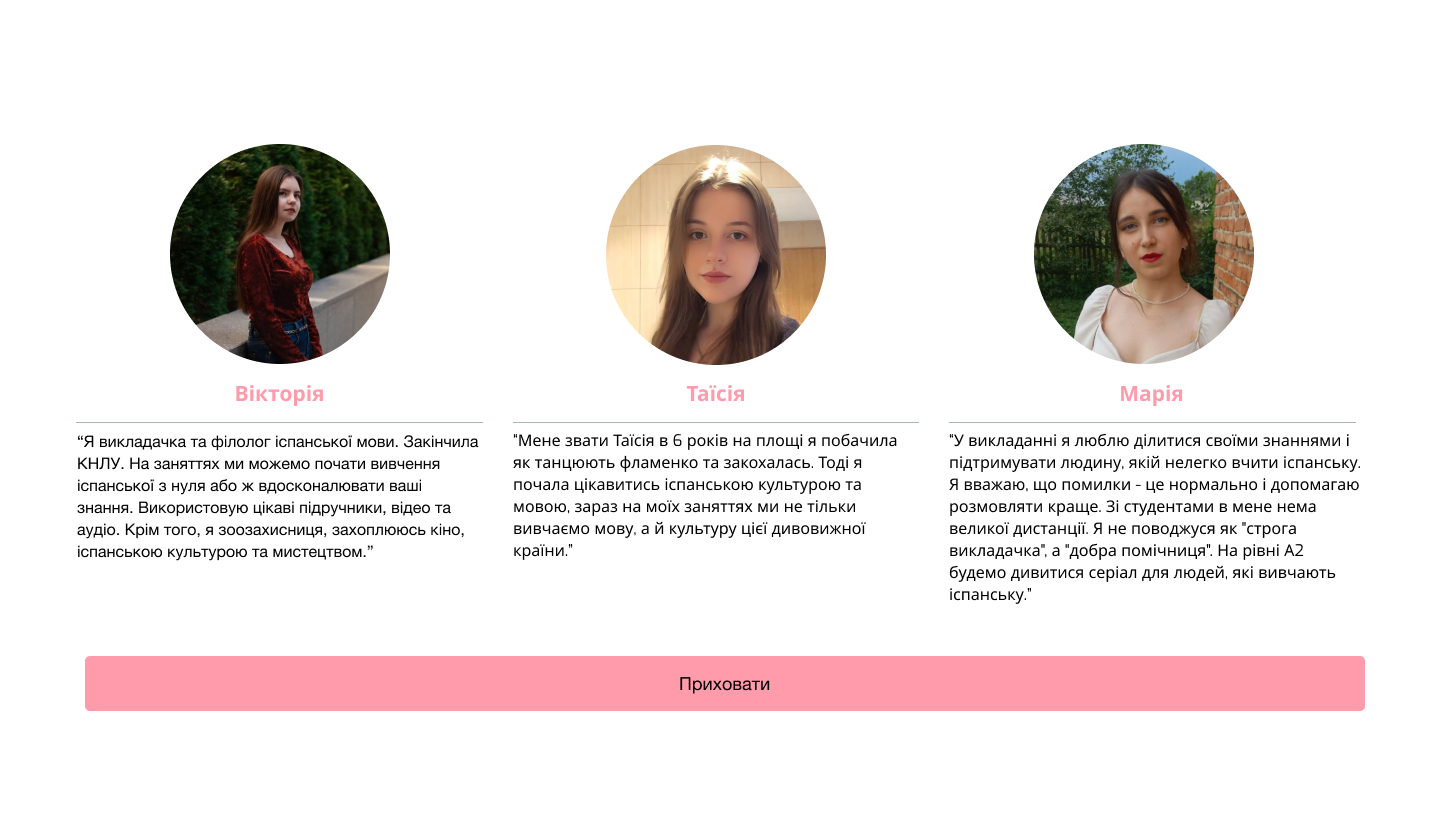 Вікторія
“Я викладачка та філолог іспанської мови. Закінчила
КНЛУ. На заняттях ми можемо почати вивчення
іспанської з нуля або ж вдосконалювати ваші
знання. Використовую цікаві підручники, відео та
аудіо. Крім того, я зоозахисниця, захоплююсь кіно,
іспанською культурою та мистецтвом.”
Таїсія
"Мене звати Таїсія в 6 років на площі я побачила
як танцюють фламенко та закохалась. Тоді я
почала цікавитись іспанською культурою та
мовою, зараз на моїх заняттях ми не тільки
вивчаємо мову, а й культуру цієї дивовижної
країни."
Марія
"У викладанні я люблю ділитися своїми знаннями і
підтримувати людину, якій нелегко вчити іспанську.
Я вважаю, що помилки - це нормально і допомагаю
розмовляти краще. Зі студентами в мене нема
великої дистанції. Я не поводжуся як "строга
викладачка", а "добра помічниця". На рівні А2
будемо дивитися серіал для людей, які вивчають
іспанську."
Приховати